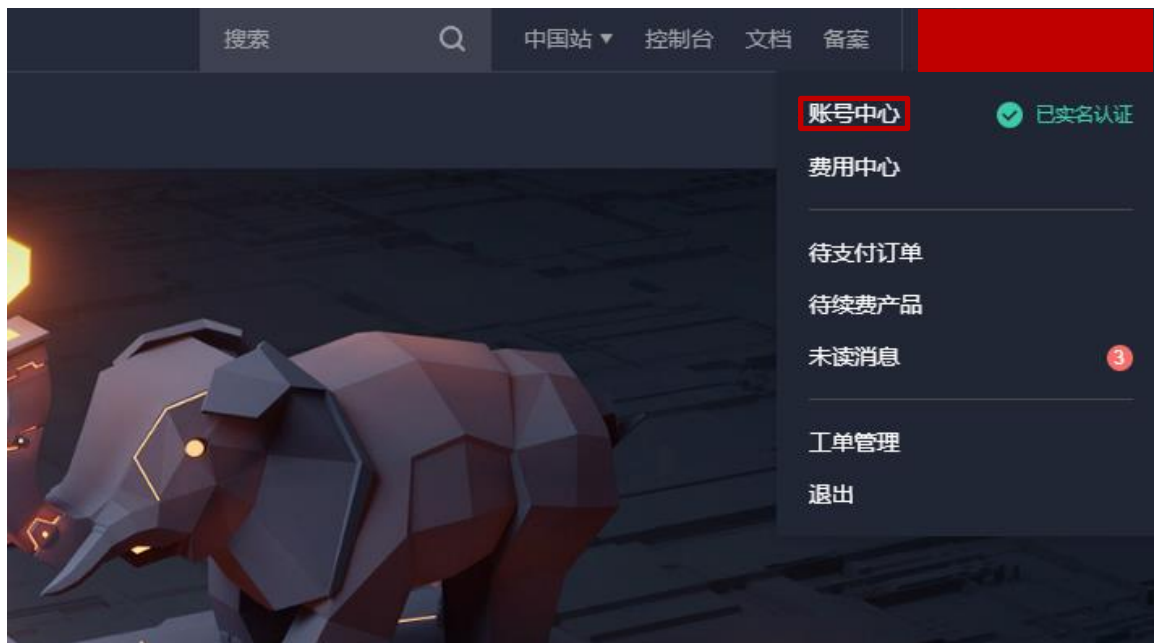 搜索 中国站 控制台 文档 备案
账号中心 已实名认证
费用中心
待支付订单
待续费产品
未读消息 3
工单管理
退出